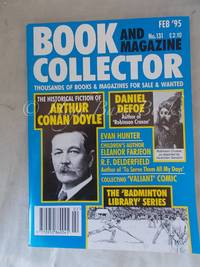 FEB '95
BOOK AND MAGAZINE
No.131 £2.10
COLLECTOR
THOUSANDS OF BOOKS & MAGAZINES FOR SALE & WANTED
THE HISTORICAL FICTION OF
ARTHUR
CONAN DOYLE
DANIEL
DEFOE
Author of
'Robinson Crusoe'
EVAN HUNTER
CHILDREN'S AUTHOR
ELEANOR FARJEON
R.F. DELDERFIELD
Author of 'To Serve Them All My Days'
COLLECTING 'VALIANT' COMIC
THE 'BADMINTON
LIBRARY' SERIES